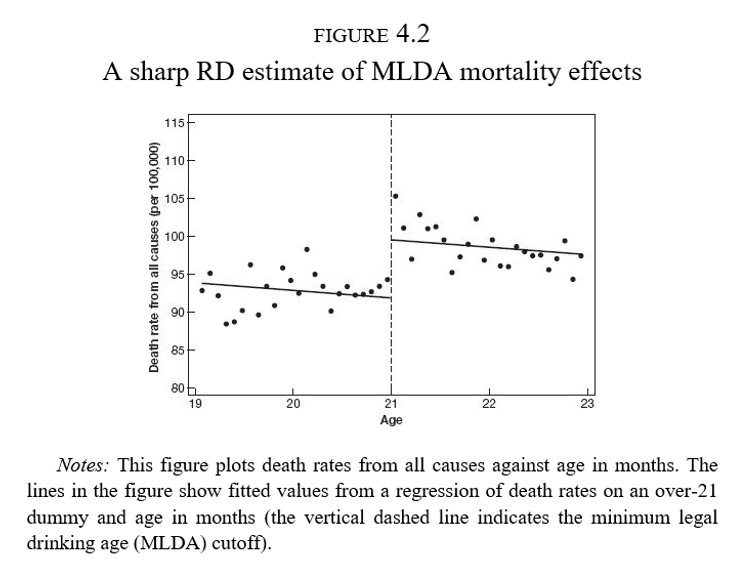 FIGURE 4.2
A sharp RD estimate of MLDA mortality effects
Death rate from all causes (per 100,000)
115
110
105
100
95
90
85
80
19 20 21 22 23
Age
Notes: This figure plots death rates from all causes against age in months. The
lines in the figure show fitted values from a regression of death rates on an over-21
dummy and age in months (the vertical dashed line indicates the minimum legal
drinking age (MLDA) cutoff).